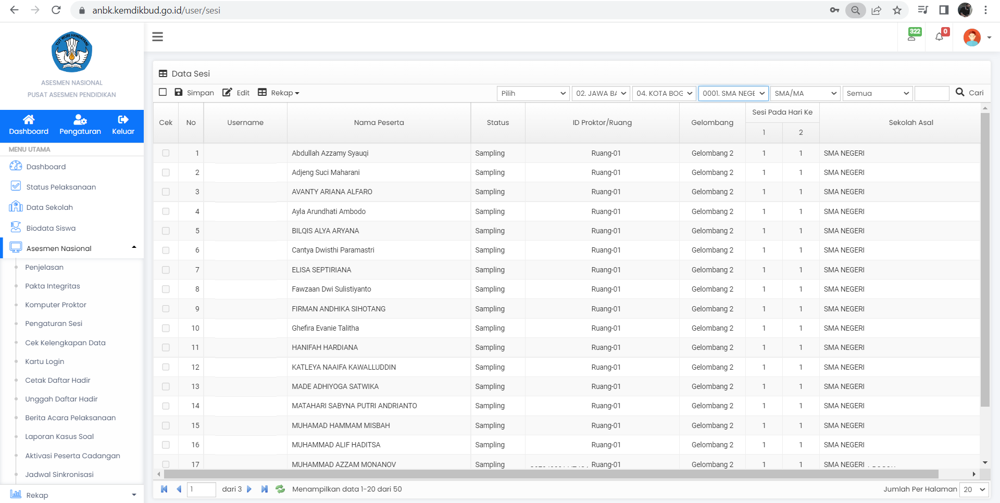 anbk.kemdikbud.go.id/user/sesi
TUT WURI HANDAYANI
ASESMEN NASIONAL
PUSAT ASESMEN PENDIDIKAN
Dashboard Pengaturan Keluar
MENU UTAMA
Dashboard
Status Pelaksanaan
Data Sekolah
Biodata Siswa
Asesmen Nasional
Penjelasan
Pakta Integritas
Komputer Proktor
Pengaturan Sesi
Cek Kelengkapan Data
Kartu Login
Cetak Daftar Hadir
Unggah Daftar Hadir
Berita Acara Pelaksanaan
Laporan Kasus Soal
Aktivasi Peserta Cadangan
Jadwal Sinkronisasi
Rekap
322 0
Data Sesi
Simpan Edit Rekap Pilih 02. JAWA BA 04. KOTA BOG 0001. SMA NEGE SMA/MA Semua Cari
Cek No Username Nama Peserta Status ID Proktor/Ruang Gelombang Sesi Pada Hari Ke Sekolah Asal
1 2
1 Abdullah Azzamy Syauqi Sampling Ruang-01 Gelombang 2 1 1 SMA NEGERI
2 Adjeng Suci Maharani Sampling Ruang-01 Gelombang 2 1 1 SMA NEGERI
3 AVANTY ARIANA ALFARO Sampling Ruang-01 Gelombang 2 1 1 SMA NEGERI
4 Ayla Arundhati Ambodo Sampling Ruang-01 Gelombang 2 1 1 SMA NEGERI
5 BILQIS ALYA ARYANA Sampling Ruang-01 Gelombang 2 1 1 SMA NEGERI
6 Cantya Dwisthi Paramastri Sampling Ruang-01 Gelombang 2 1 1 SMA NEGERI
7 ELISA SEPTIRIANA Sampling Ruang-01 Gelombang 2 1 1 SMA NEGERI
8 Fawzaan Dwi Sulistiyanto Sampling Ruang-01 Gelombang 2 1 1 SMA NEGERI
9 FIRMAN ANDHIKA SIHOTANG Sampling Ruang-01 Gelombang 2 1 1 SMA NEGERI
10 Ghefira Evanie Talitha Sampling Ruang-01 Gelombang 2 1 1 SMA NEGERI
11 HANIFAH HARDIANA Sampling Ruang-01 Gelombang 2 1 1 SMA NEGERI
12 KATLEYA NAAIFA KAWALLUDDIN Sampling Ruang-01 Gelombang 2 1 1 SMA NEGERI
13 MADE ADHIYOGA SATWIKA Sampling Ruang-01 Gelombang 2 1 1 SMA NEGERI
14 MATAHARI SABYNA PUTRI ANDRIANTO Sampling Ruang-01 Gelombang 2 1 1 SMA NEGERI
15 MUHAMAD HAMMAM MISBAH Sampling Ruang-01 Gelombang 2 1 1 SMA NEGERI
16 MUHAMMAD ALIF HADITSA Sampling Ruang-01 Gelombang 2 1 1 SMA NEGERI
17 MUHAMMAD AZZAM MONANOV Sampling Ruang-01 Gelombang 2 1 1 SMA NEGERI
1 dari 3 Menampilkan data 1-20 dari 50 Jumlah Per Halaman 20